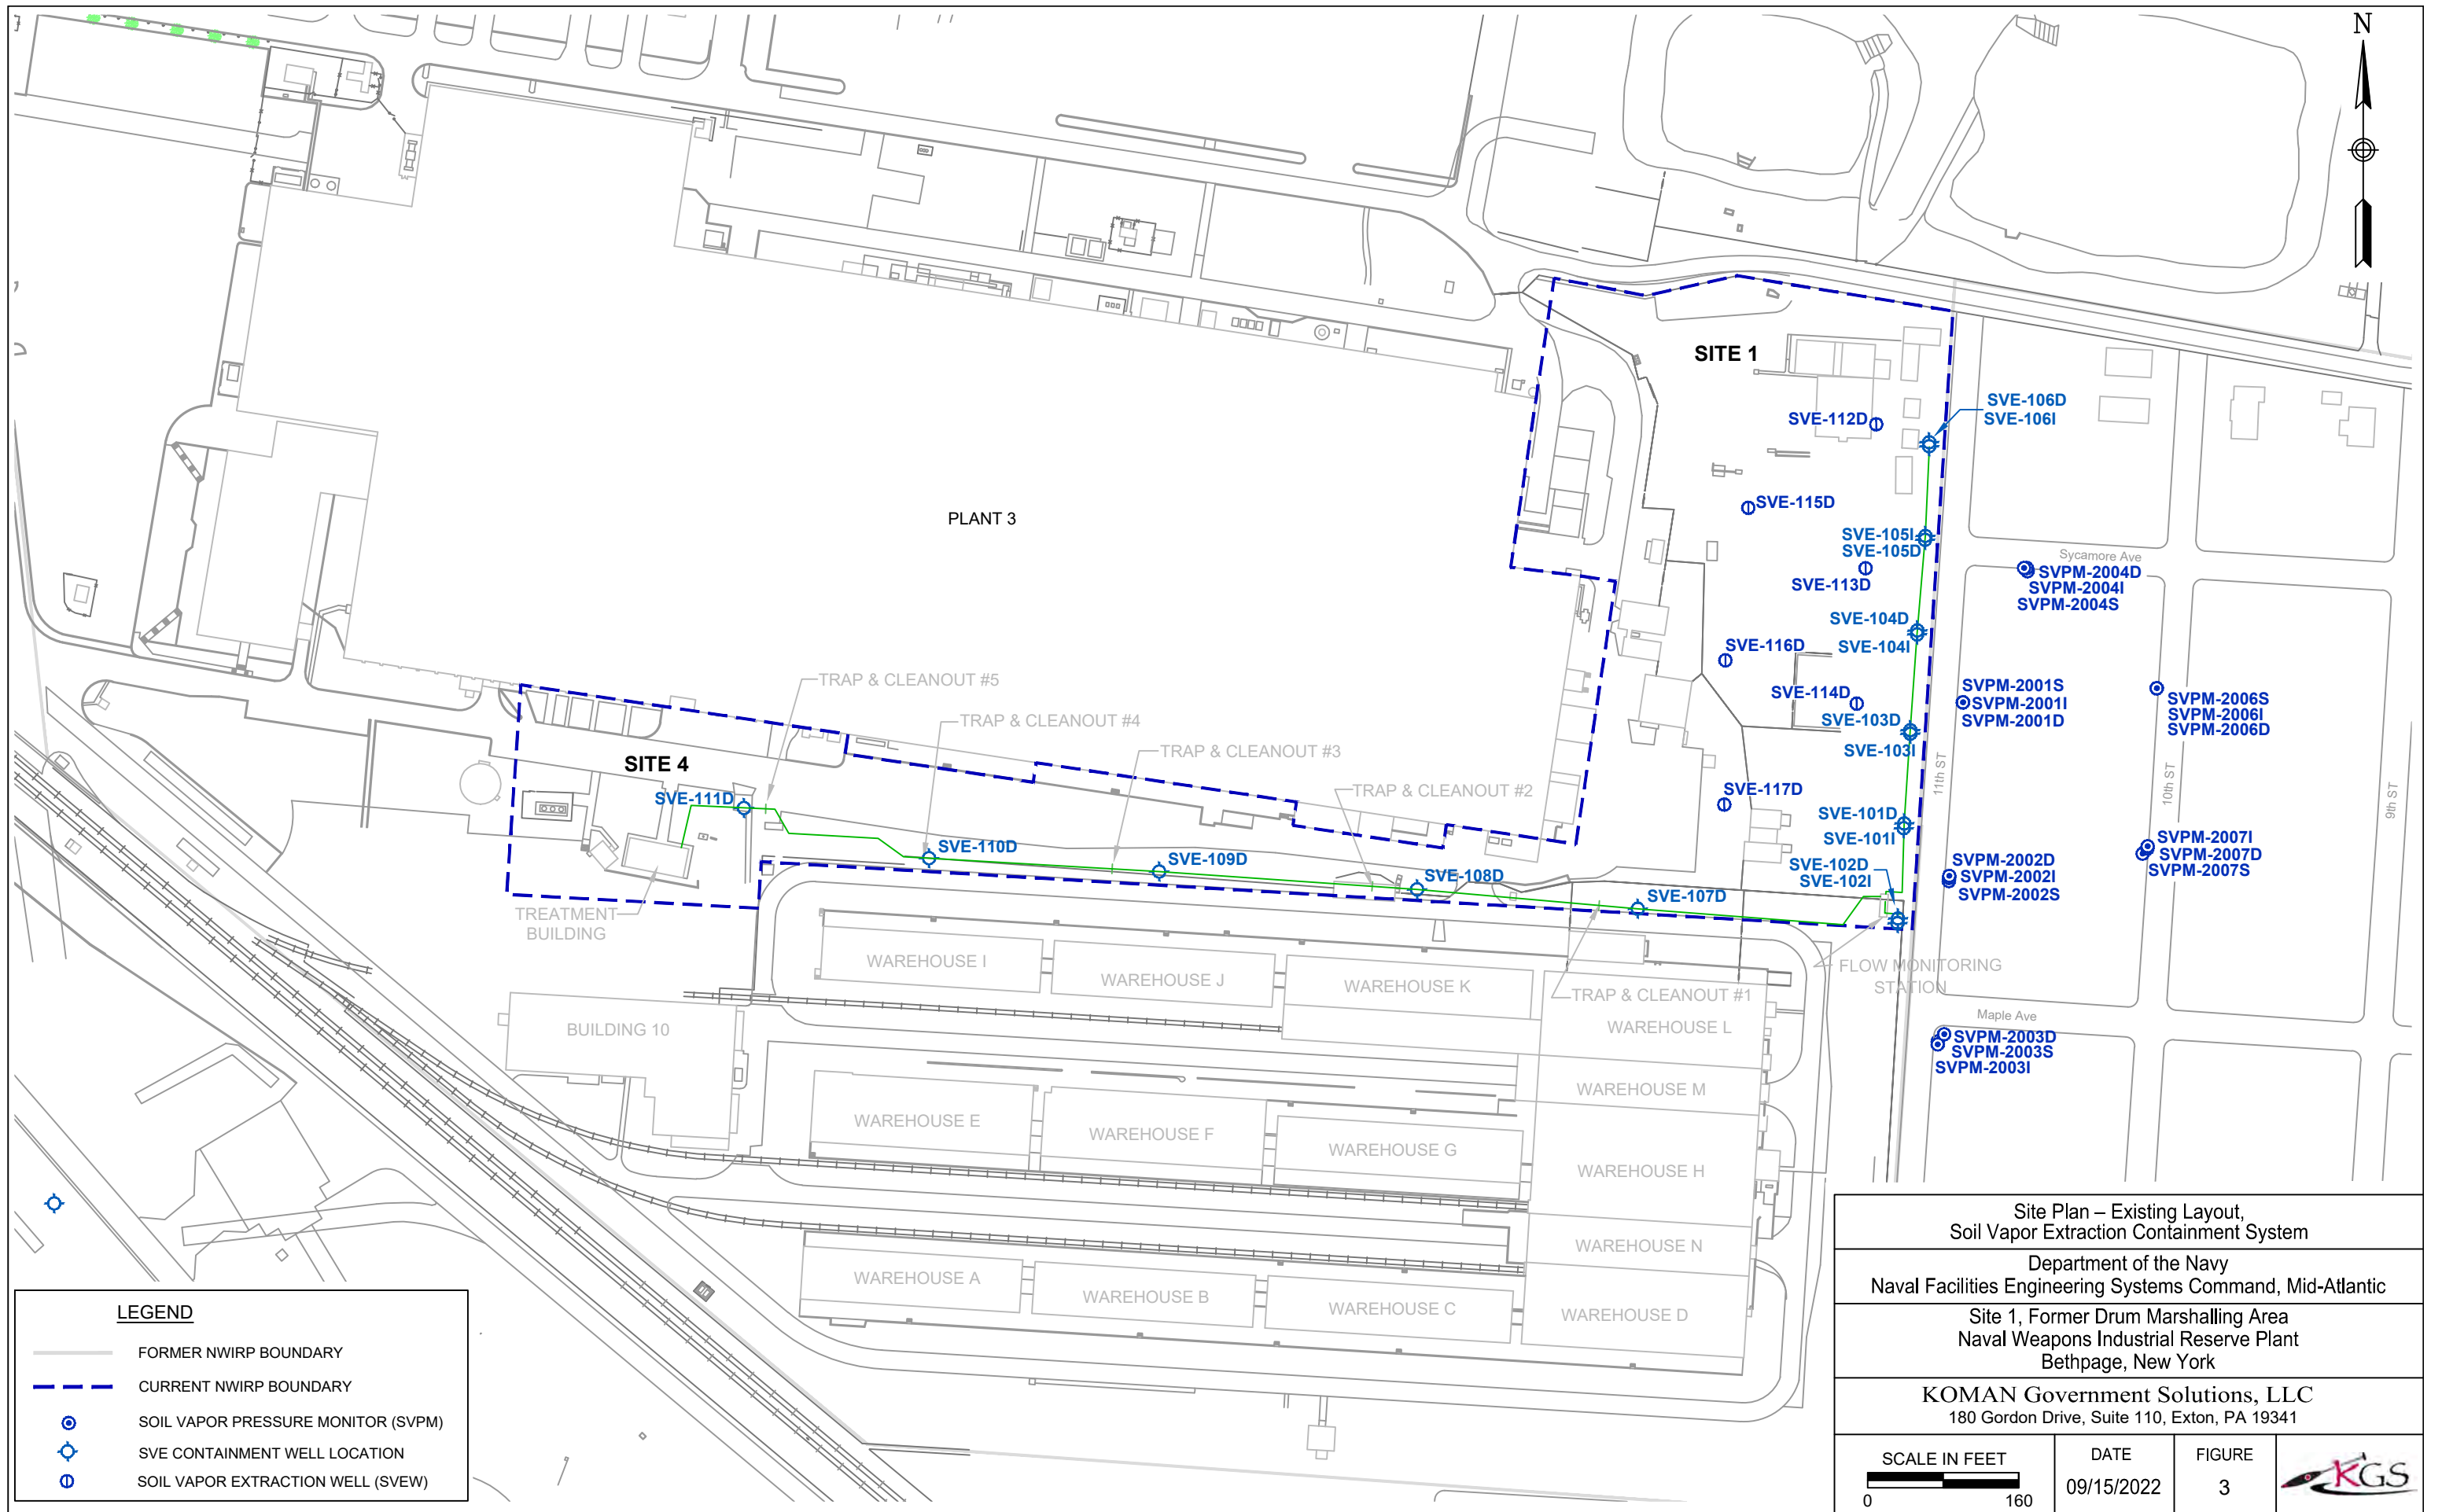 N
SITE 1
SVE-106D
SVE-106I
SVE-112D
SVE-115D
PLANT 3
SVE-105I
SVE-105D
Sycamore Ave
SVE-113D
SVPM-2004D
SVPM-2004I
SVPM-2004S
SVE-104D
SVE-104I
SVE-116D
TRAP & CLEANOUT #5
SVE-114D
SVPM-2001S
SVPM-2001I
SVPM-2001D
SVPM-2006S
SVPM-2006I
SVPM-2006D
TRAP & CLEANOUT #4
SVE-103D
SVE-103I
TRAP & CLEANOUT #3
SITE 4
11th ST
10th ST
9th ST
SVE-111D
TRAP & CLEANOUT #2
SVE-117D
SVE-101D
SVE-101I
SVE-110D
SVE-109D
SVE-108D
SVE-107D
SVE-102D
SVE-102I
SVPM-2002D
SVPM-2002I
SVPM-2002S
SVPM-2007I
SVPM-2007D
SVPM-2007S
TREATMENT
BUILDING
FLOW MONITORING
STATION
WAREHOUSE I
WAREHOUSE J
WAREHOUSE K
TRAP & CLEANOUT #1
Maple Ave
BUILDING 10
WAREHOUSE L
SVPM-2003D
SVPM-2003S
SVPM-2003I
WAREHOUSE M
WAREHOUSE E
WAREHOUSE F
WAREHOUSE G
WAREHOUSE H
WAREHOUSE N
WAREHOUSE A
WAREHOUSE B
WAREHOUSE C
WAREHOUSE D
LEGEND
FORMER NWIRP BOUNDARY
CURRENT NWIRP BOUNDARY
SOIL VAPOR PRESSURE MONITOR (SVPM)
SVE CONTAINMENT WELL LOCATION
SOIL VAPOR EXTRACTION WELL (SVEW)
Site Plan – Existing Layout,
Soil Vapor Extraction Containment System
Department of the Navy
Naval Facilities Engineering Systems Command, Mid-Atlantic
Site 1, Former Drum Marshalling Area
Naval Weapons Industrial Reserve Plant
Bethpage, New York
KOMAN Government Solutions, LLC
180 Gordon Drive, Suite 110, Exton, PA 19341
SCALE IN FEET
0 160
DATE
09/15/2022
FIGURE
3
KGS